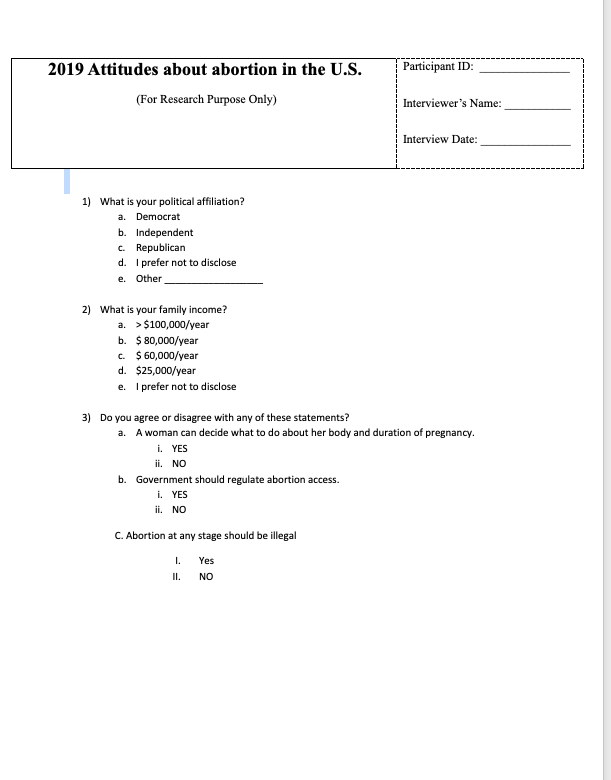 2019 Attitudes about abortion in the U.S.
(For Research Purpose Only)
Participant ID: _______________
Interviewer's Name: ___________
Interview Date: _______________
1) What is your political affiliation?
a. Democrat
b. Independent
c. Republican
d. I prefer not to disclose
e. Other ___________________
2) What is your family income?
a. > $100,000/year
b. $ 80,000/year
c. $ 60,000/year
d. $25,000/year
e. I prefer not to disclose
3) Do you agree or disagree with any of these statements?
a. A woman can decide what to do about her body and duration of pregnancy.
i. YES
ii. NO
b. Government should regulate abortion access.
i. YES
ii. NO
C. Abortion at any stage should be illegal
I. Yes
II. NO